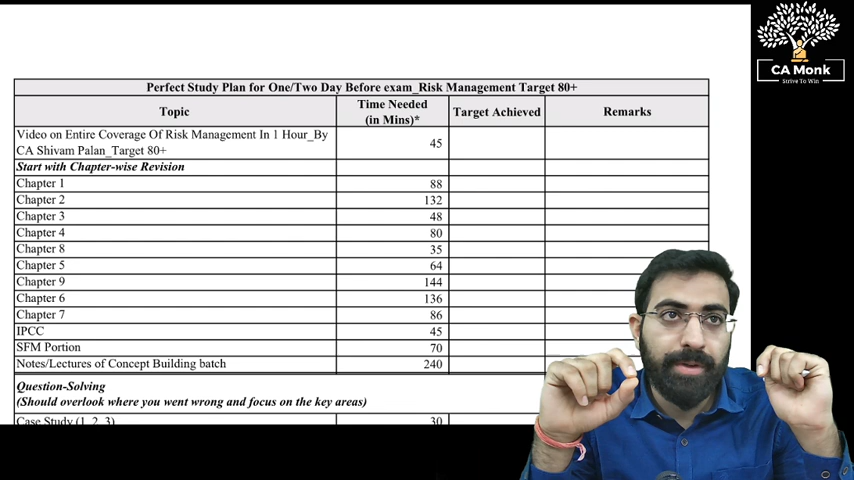 CA Monk
Strive To Win
Perfect Study Plan for One/Two Day Before exam_Risk Management Target 80+
Topic Time Needed (in Mins)* Target Achieved Remarks
Video on Entire Coverage Of Risk Management In 1 Hour_By
CA Shivam Palan_Target 80+ 45
Start with Chapter-wise Revision
Chapter 1 88
Chapter 2 132
Chapter 3 48
Chapter 4 80
Chapter 8 35
Chapter 5 64
Chapter 9 144
Chapter 6 136
Chapter 7 86
IPCC 45
SFM Portion 70
Notes/Lectures of Concept Building batch 240
Question-Solving
(Should overlook where you went wrong and focus on the key areas)
Case Study (1, 2, 3) 30